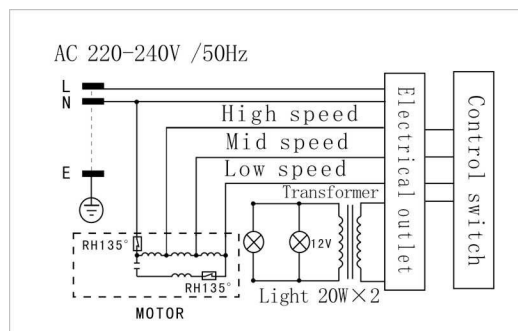 AC 220-240V /50Hz
L
N
High speed
Mid speed
Low speed
E
Transformer
RH135°
12V
RH135°
Light 20W×2
MOTOR
Electrical outlet
Control switch